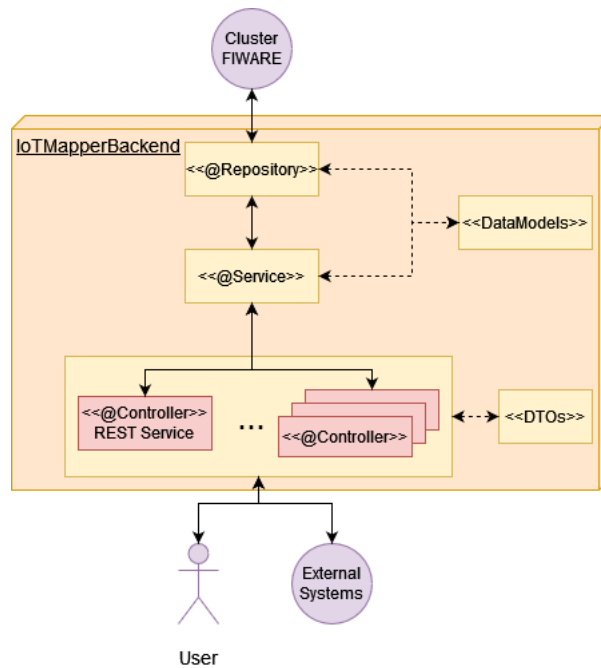 Cluster
FIWARE
IoTMapperBackend
<<@Repository>>
<<DataModels>>
<<@Service>>
<<@Controller>>
REST Service
...
<<@Controller>>
<<DTOs>>
External
Systems
User